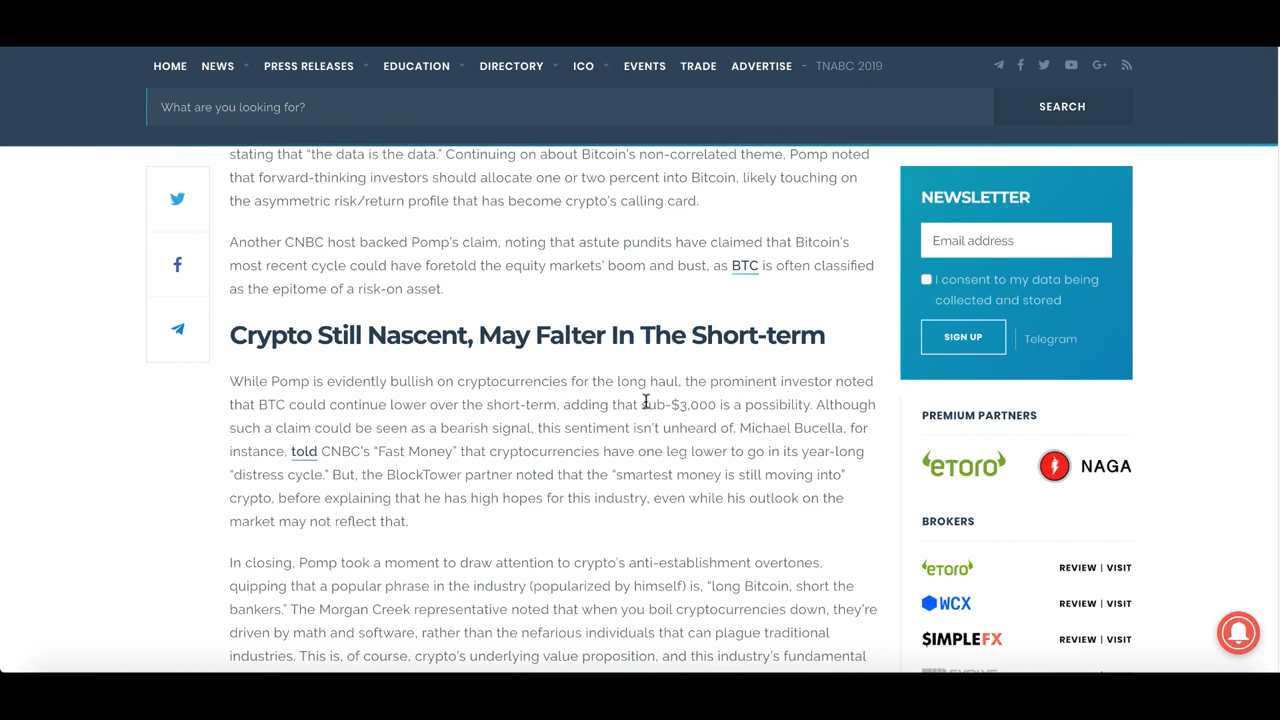 HOME NEWS PRESS RELEASES EDUCATION DIRECTORY ICO EVENTS TRADE ADVERTISE TNABC 2019
What are you looking for?
SEARCH
stating that “the data is the data.” Continuing on about Bitcoin’s non-correlated theme, Pomp noted
that forward-thinking investors should allocate one or two percent into Bitcoin, likely touching on
the asymmetric risk/return profile that has become crypto’s calling card.
Another CNBC host backed Pomp’s claim, noting that astute pundits have claimed that Bitcoin’s
most recent cycle could have foretold the equity markets’ boom and bust, as BTC is often classified
as the epitome of a risk-on asset.
Crypto Still Nascent, May Falter In The Short-term
While Pomp is evidently bullish on cryptocurrencies for the long haul, the prominent investor noted
that BTC could continue lower over the short-term, adding that sub-$3,000 is a possibility. Although
such a claim could be seen as a bearish signal, this sentiment isn’t unheard of. Michael Bucella, for
instance, told CNBC’s “Fast Money” that cryptocurrencies have one leg lower to go in its year-long
“distress cycle.” But, the BlockTower partner noted that the “smartest money is still moving into”
crypto, before explaining that he has high hopes for this industry, even while his outlook on the
market may not reflect that.
In closing, Pomp took a moment to draw attention to crypto’s anti-establishment overtones,
quipping that a popular phrase in the industry (popularized by himself) is, “long Bitcoin, short the
bankers.” The Morgan Creek representative noted that when you boil cryptocurrencies down, they’re
driven by math and software, rather than the nefarious individuals that can plague traditional
industries. This is, of course, crypto’s underlying value proposition, and this industry’s fundamental
NEWSLETTER
Email address
I consent to my data being
collected and stored
SIGN UP Telegram
PREMIUM PARTNERS
eToro NAGA
BROKERS
eToro REVIEW | VISIT
WCX REVIEW | VISIT
$IMPLEFX REVIEW | VISIT